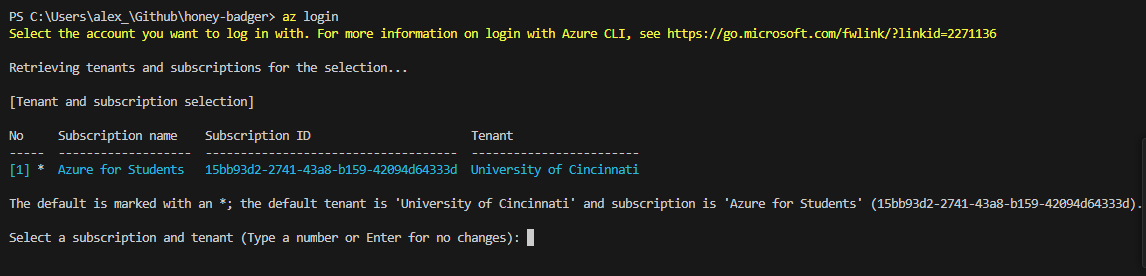 PS C:\Users\alex_\Github\honey-badger> az login
Select the account you want to log in with. For more information on login with Azure CLI, see https://go.microsoft.com/fwlink/?linkid=2271136
Retrieving tenants and subscriptions for the selection...
[Tenant and subscription selection]
No     Subscription name   Subscription ID                       Tenant
-----  ------------------  ------------------------------------  ------------------------
[1] *  Azure for Students  15bb93d2-2741-43a8-b159-42094d64333d  University of Cincinnati
The default is marked with an *; the default tenant is 'University of Cincinnati' and subscription is 'Azure for Students' (15bb93d2-2741-43a8-b159-42094d64333d).
Select a subscription and tenant (Type a number or Enter for no changes):